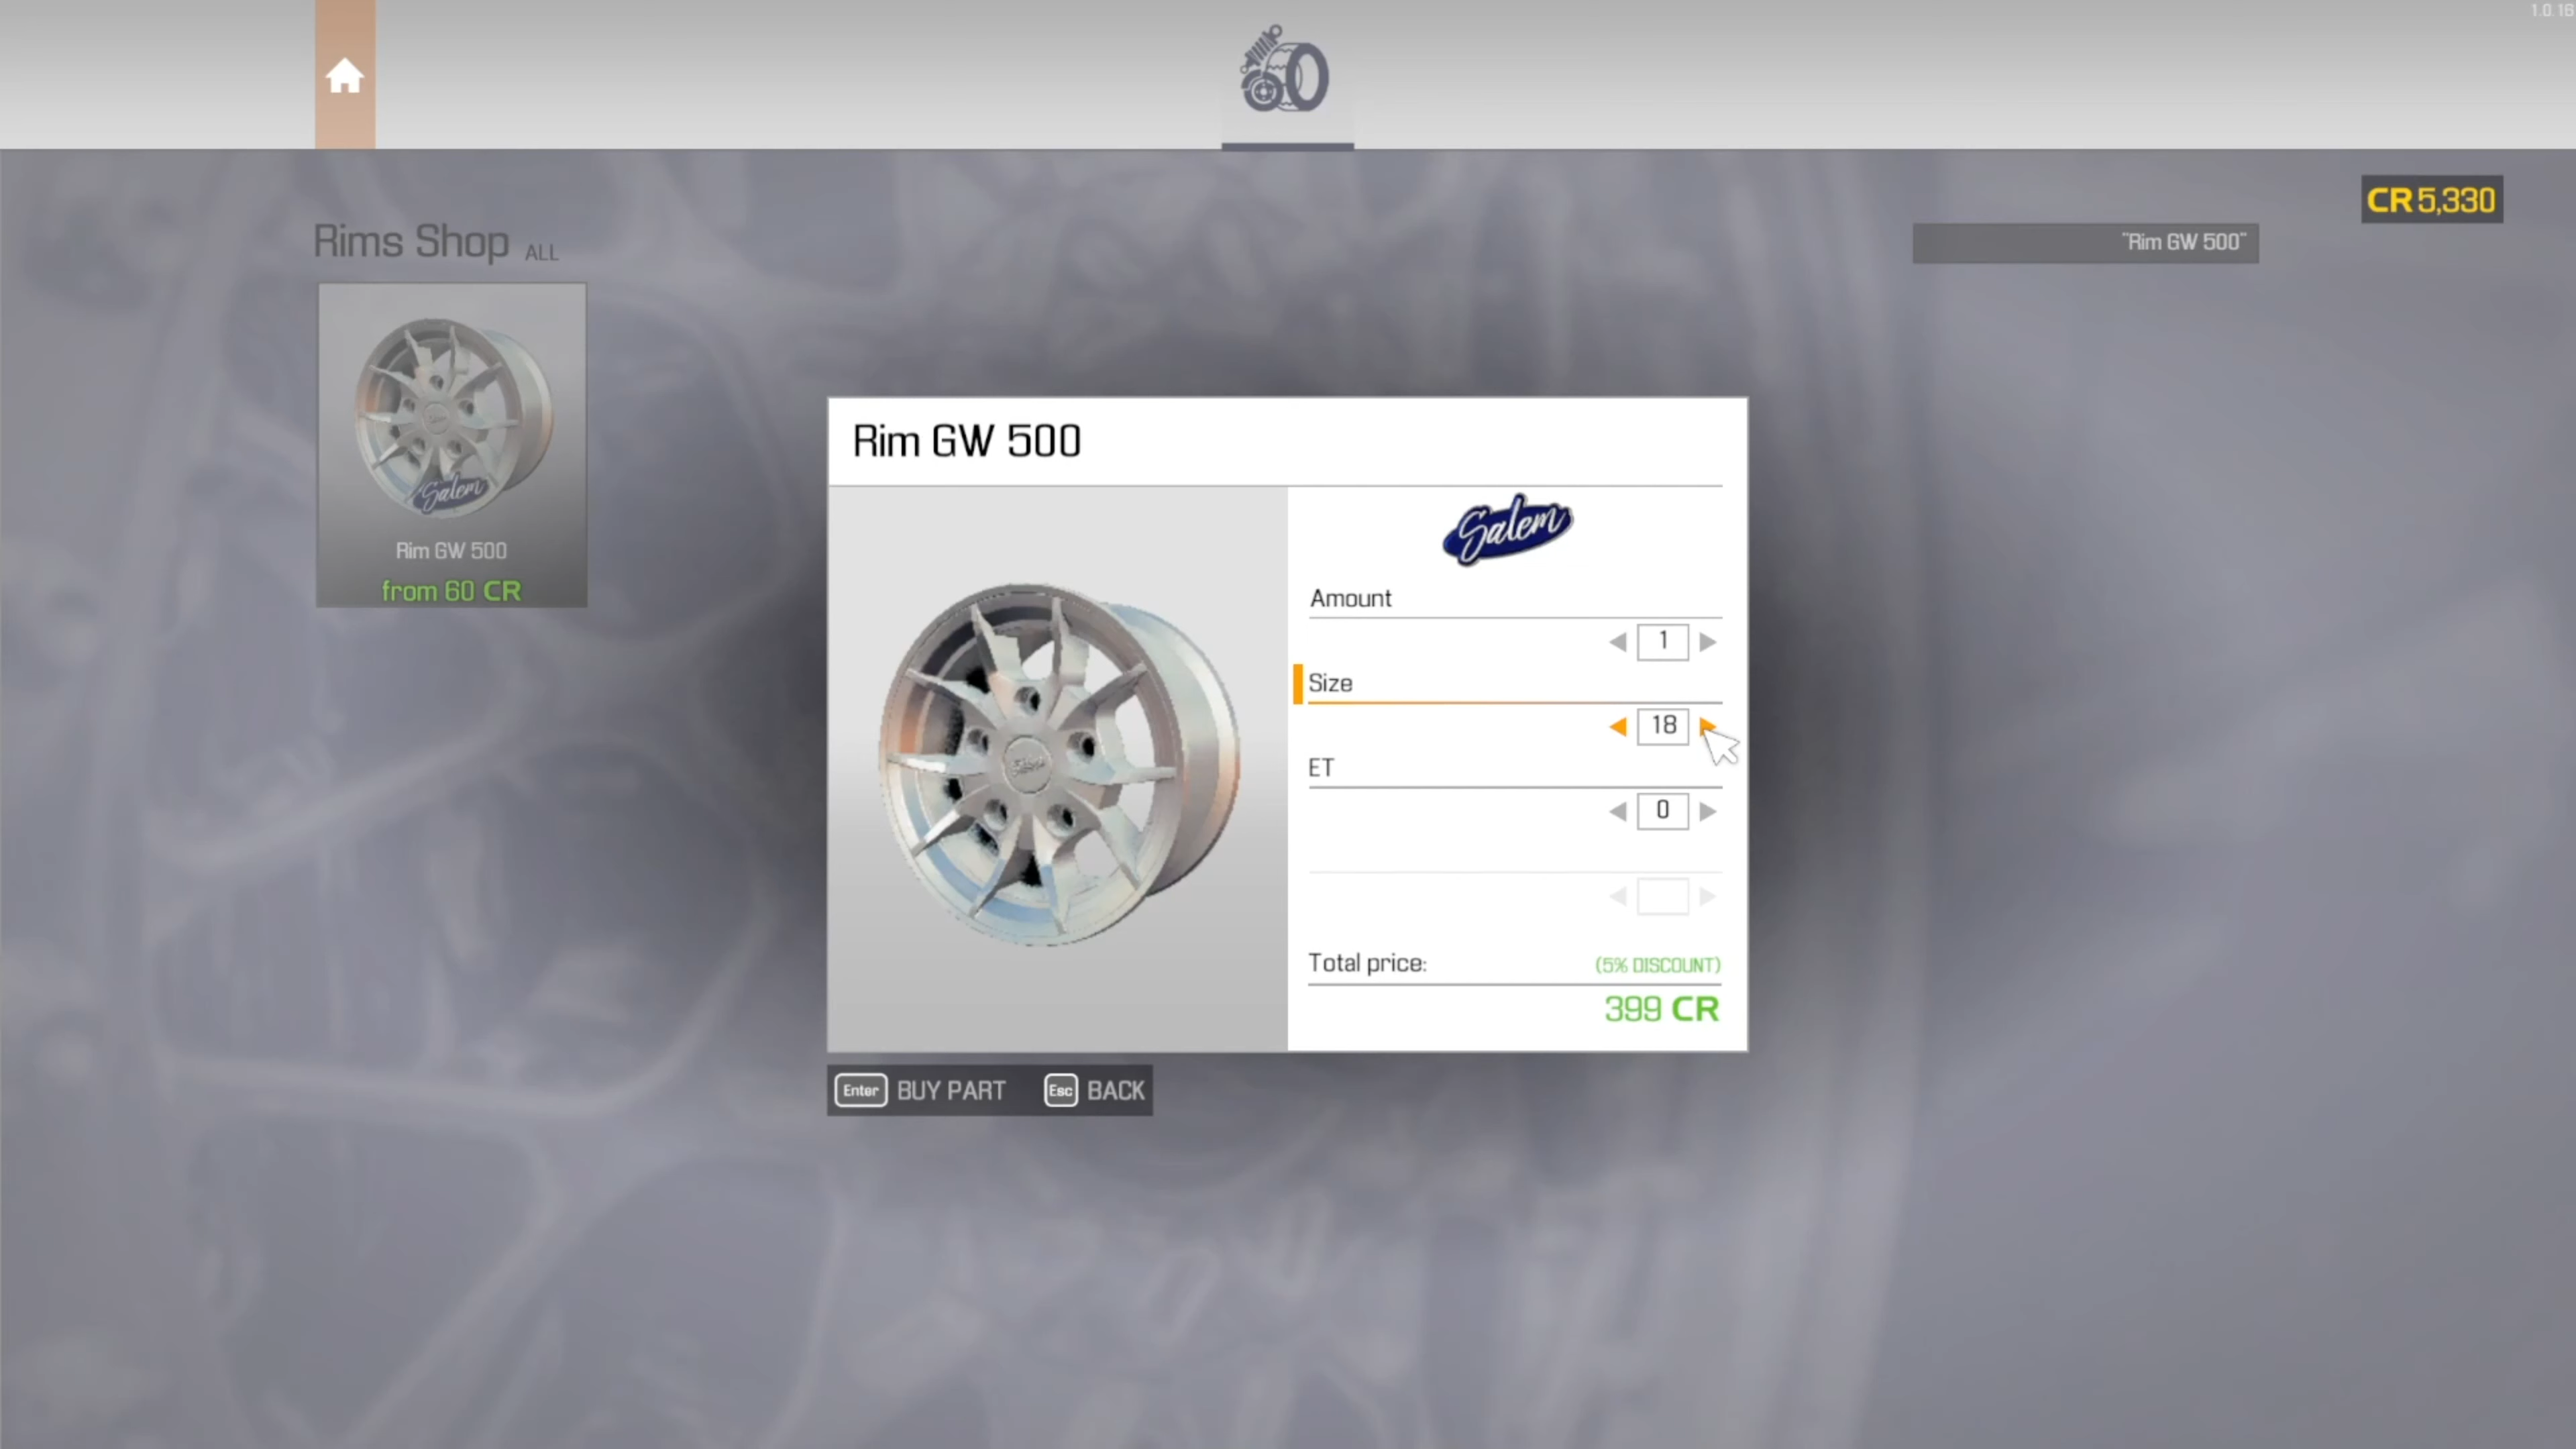 1.0.16
CR 5,330
"Rim GW 500"
Rims Shop ALL
Salem
Rim GW 500
from 60 CR
Rim GW 500
Salem
Amount
1
Size
18
ET
0
Total price: (5% DISCOUNT)
399 CR
Enter BUY PART Esc BACK